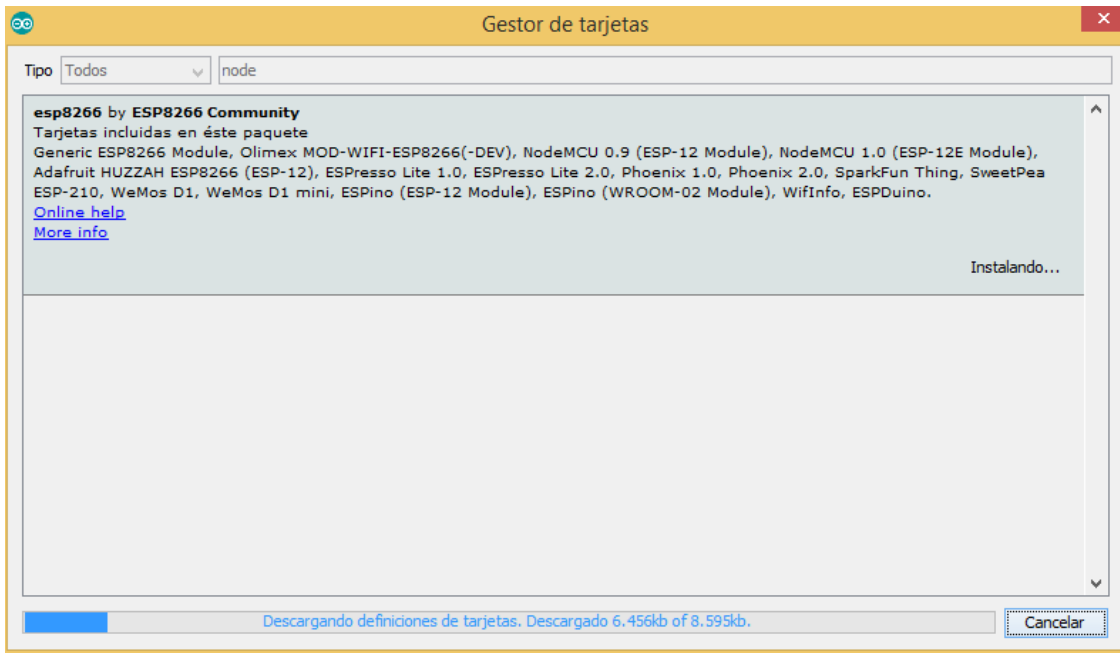 Gestor de tarjetas
Tipo Todos node
esp8266 by ESP8266 Community
Tarjetas incluidas en éste paquete
Generic ESP8266 Module, Olimex MOD-WIFI-ESP8266(-DEV), NodeMCU 0.9 (ESP-12 Module), NodeMCU 1.0 (ESP-12E Module),
Adafruit HUZZAH ESP8266 (ESP-12), ESPresso Lite 1.0, ESPresso Lite 2.0, Phoenix 1.0, Phoenix 2.0, SparkFun Thing, SweetPea
ESP-210, WeMos D1, WeMos D1 mini, ESPino (ESP-12 Module), ESPino (WROOM-02 Module), WifInfo, ESPDuino.
Online help
More info
Instalando...
Descargando definiciones de tarjetas. Descargado 6.456kb of 8.595kb.
Cancelar